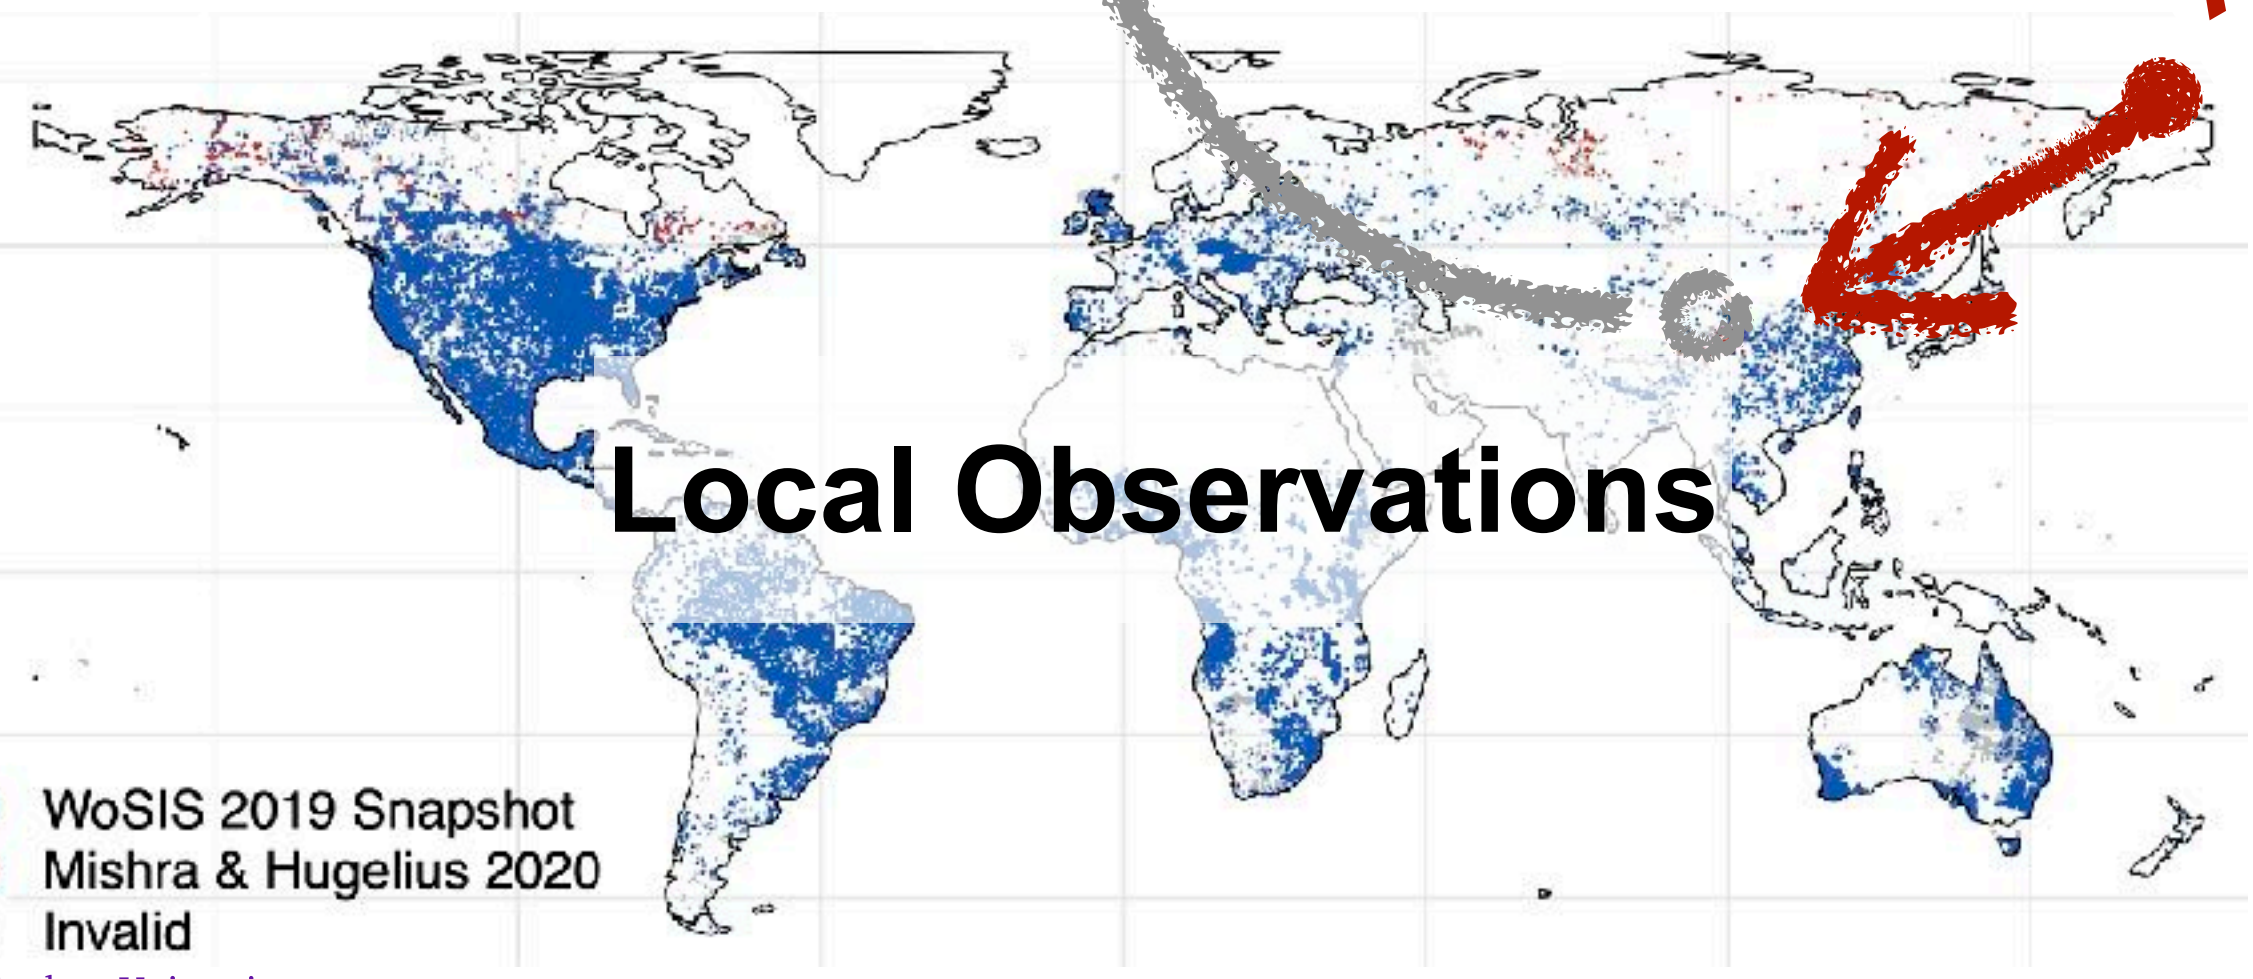 Local Observations
WoSIS 2019 Snapshot
Mishra & Hugelius 2020
Invalid